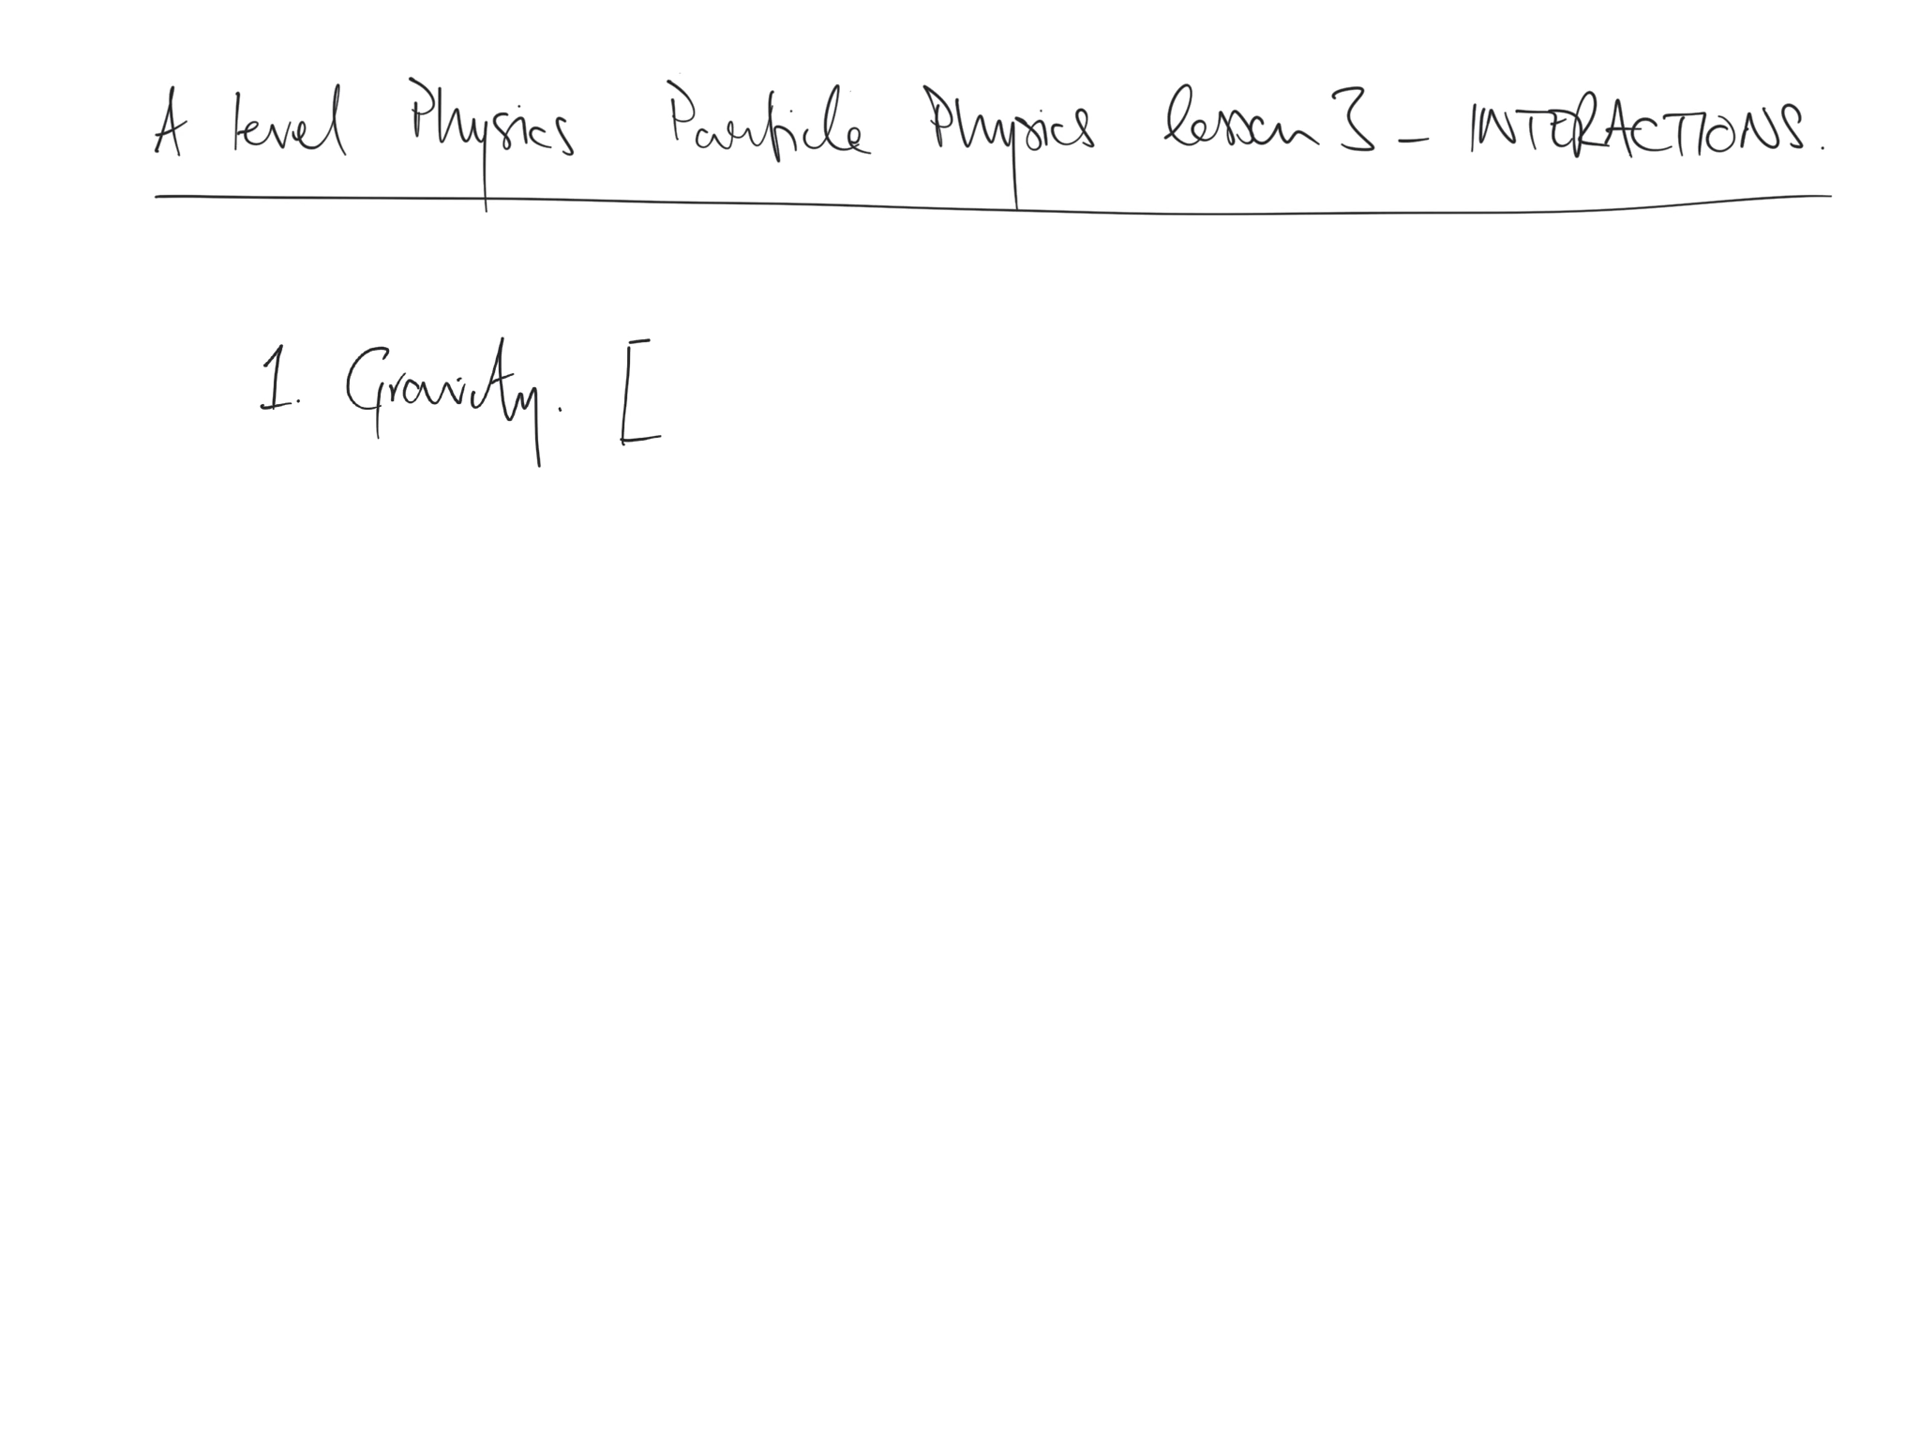 A level Physics Particle Physics lesson 3 - INTERACTIONS.
1. Gravity. [